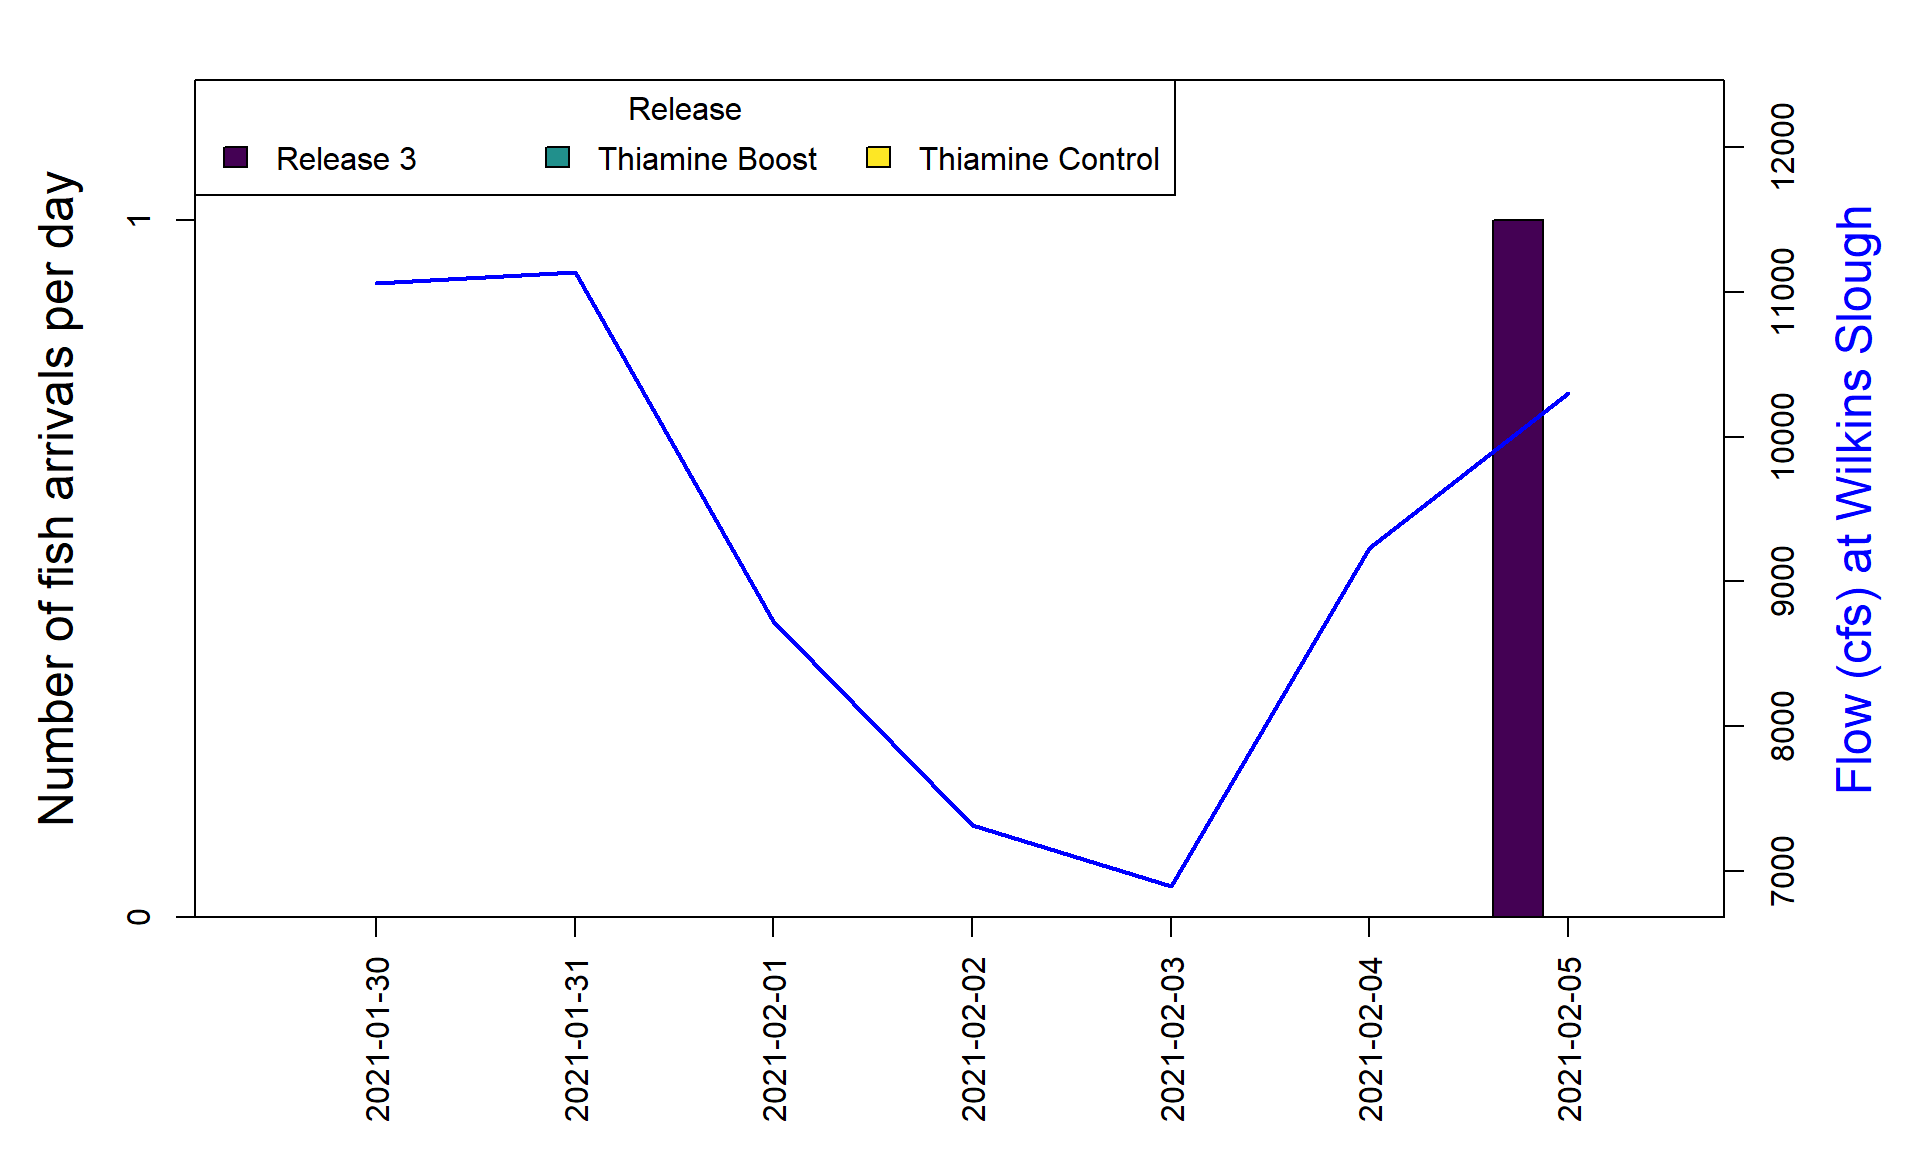 Release
Release 3
Thiamine Boost
Thiamine Control
Number of fish arrivals per day
1
0
12000
11000
10000
9000
8000
7000
Flow (cfs) at Wilkins Slough
2021-01-30
2021-01-31
2021-02-01
2021-02-02
2021-02-03
2021-02-04
2021-02-05